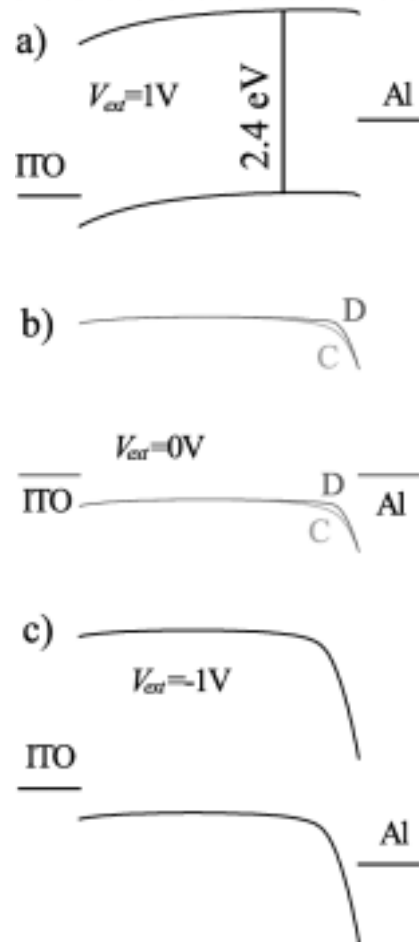 a)
V_ext=1V
2.4 eV
Al
ITO
b)
D
C
V_ext=0V
ITO
D
C
Al
c)
V_ext=-1V
ITO
Al